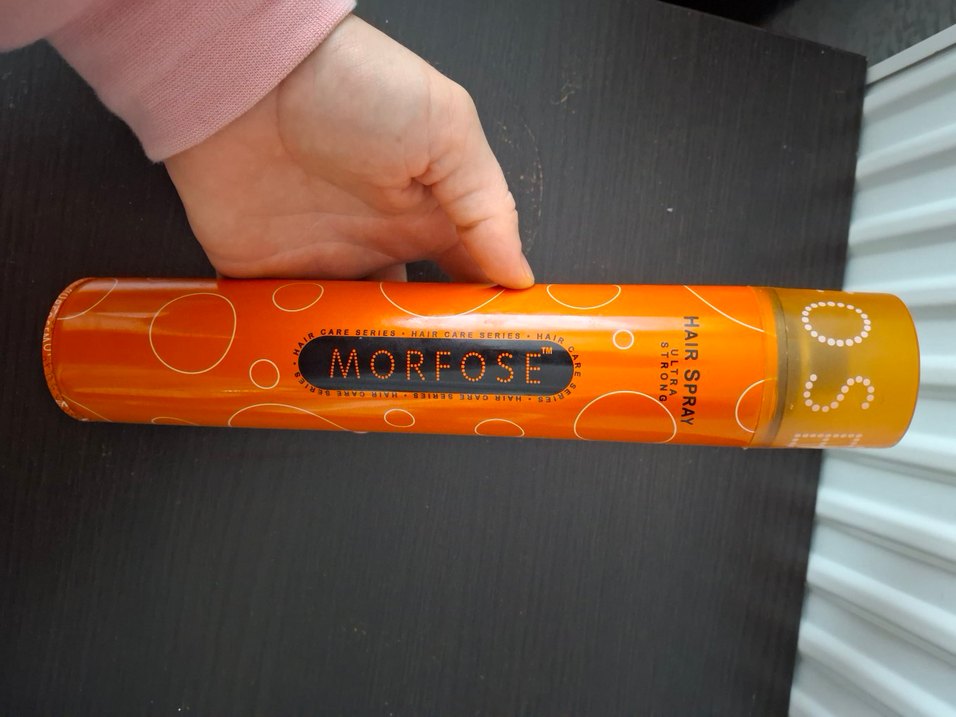 HAIR CARE SERIES • HAIR CARE SERIES • HAIR CARE SERIES • HAIR CARE SERIES • HAIR CARE SERIES •
MORFOSE™
HAIR SPRAY
ULTRA
STRONG
OSE